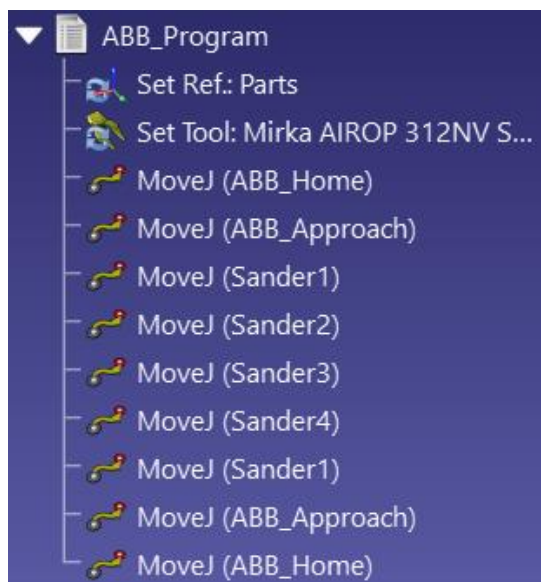 ABB_Program
Set Ref.: Parts
Set Tool: Mirka AIROP 312NV S...
MoveJ (ABB_Home)
MoveJ (ABB_Approach)
MoveJ (Sander1)
MoveJ (Sander2)
MoveJ (Sander3)
MoveJ (Sander4)
MoveJ (Sander1)
MoveJ (ABB_Approach)
MoveJ (ABB_Home)